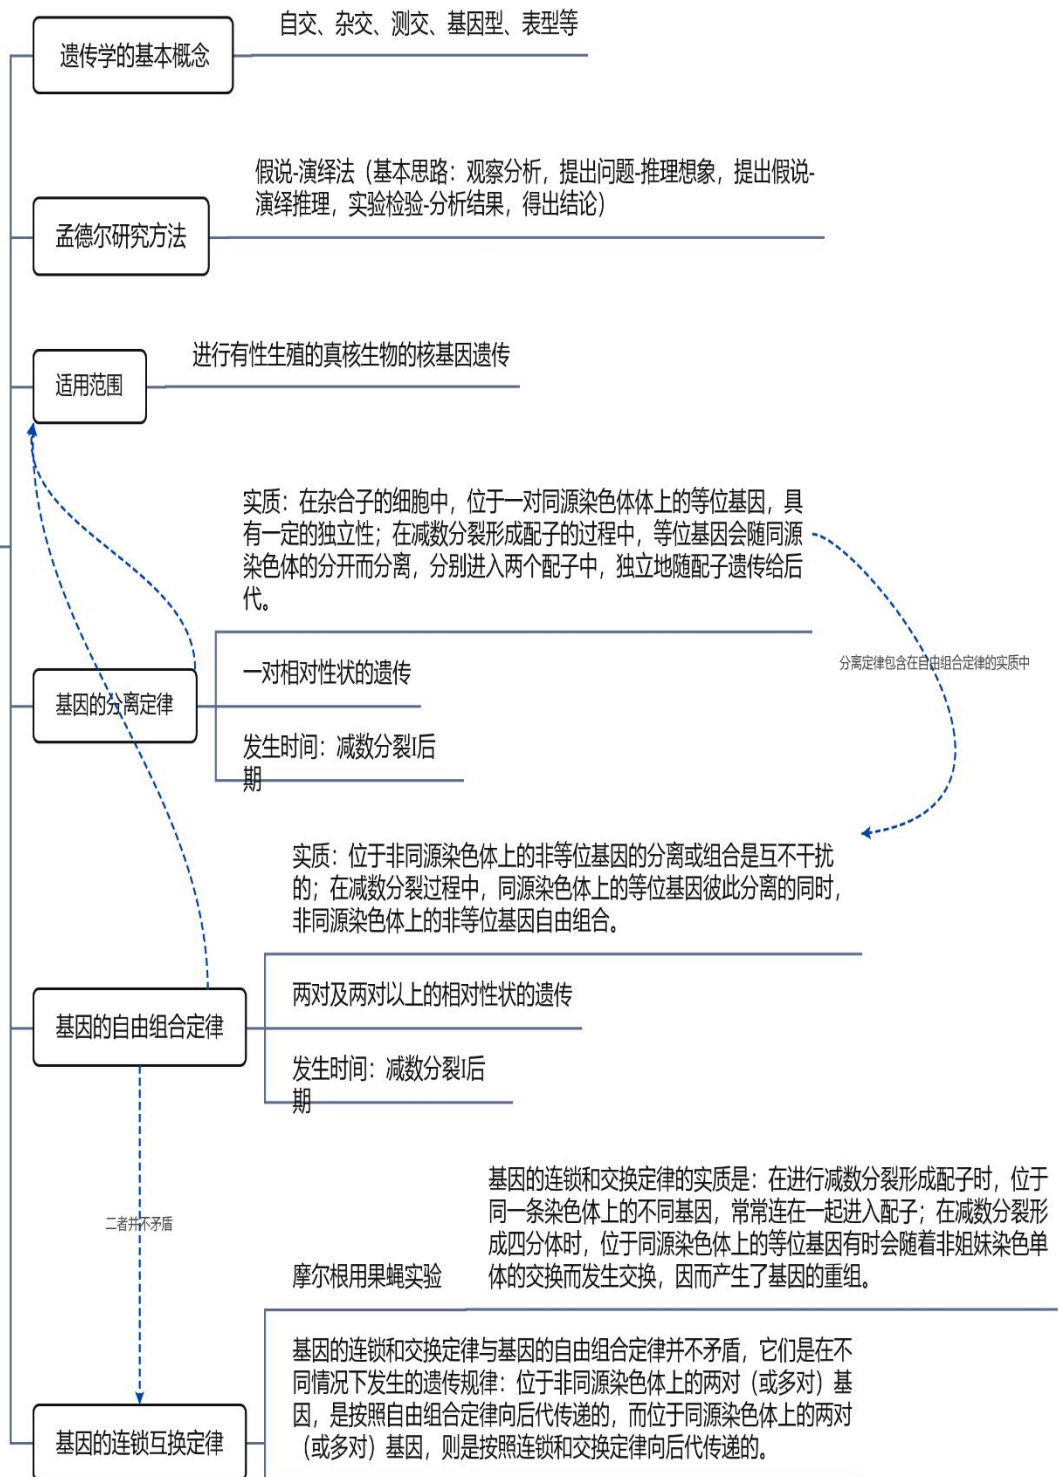 自交、杂交、测交、基因型、表型等
遗传学的基本概念
假说-演绎法（基本思路：观察分析，提出问题-推理想象，提出假说-
演绎推理，实验检验-分析结果，得出结论）
孟德尔研究方法
进行有性生殖的真核生物的核基因遗传
适用范围
实质：在杂合子的细胞中，位于一对同源染色体体上的等位基因，具
有一定的独立性；在减数分裂形成配子的过程中，等位基因会随同源
染色体的分开而分离，分别进入两个配子中，独立地随配子遗传给后
代。
分离定律包含在自由组合定律的实质中
一对相对性状的遗传
基因的分离定律
发生时间：减数分裂I后
期
实质：位于非同源染色体上的非等位基因的分离或组合是互不干扰
的；在减数分裂过程中，同源染色体上的等位基因彼此分离的同时，
非同源染色体上的非等位基因自由组合。
两对及两对以上的相对性状的遗传
基因的自由组合定律
发生时间：减数分裂I后
期
二者并不矛盾
基因的连锁和交换定律的实质是：在进行减数分裂形成配子时，位于
同一条染色体上的不同基因，常常连在一起进入配子；在减数分裂形
成四分体时，位于同源染色体上的等位基因有时会随着非姐妹染色单
体的交换而发生交换，因而产生了基因的重组。
摩尔根用果蝇实验
基因的连锁和交换定律与基因的自由组合定律并不矛盾，它们是在不
同情况下发生的遗传规律：位于非同源染色体上的两对（或多对）基
因，是按照自由组合定律向后代传递的，而位于同源染色体上的两对
（或多对）基因，则是按照连锁和交换定律向后代传递的。
基因的连锁互换定律